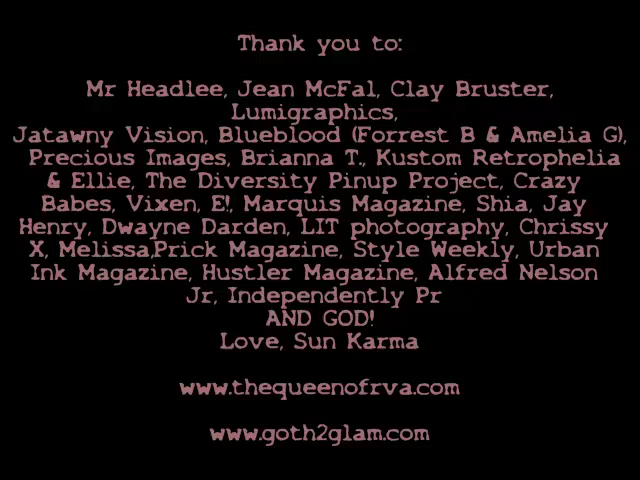 Thank you to:
Mr Headlee, Jean McFal, Clay Bruster,
Lumigraphics,
Jatawny Vision, Blueblood (Forrest B & Amelia G),
Precious Images, Brianna T., Kustom Retrophelia
& Ellie, The Diversity Pinup Project, Crazy
Babes, Vixen, E!, Marquis Magazine, Shia, Jay
Henry, Dwayne Darden, LIT photography, Chrissy
X, Melissa,Prick Magazine, Style Weekly, Urban
Ink Magazine, Hustler Magazine, Alfred Nelson
Jr, Independently Pr
AND GOD!
Love, Sun Karma
www.thequeenofrva.com
www.goth2glam.com